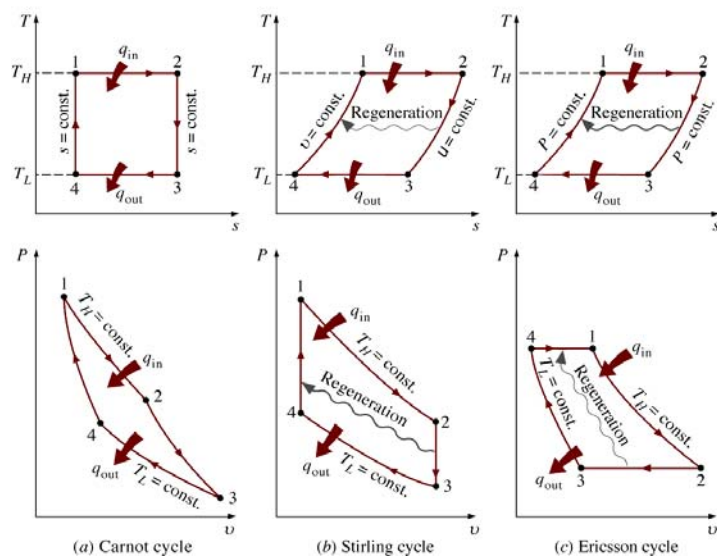 T
q_in
1
2
T_H
s = const.
s = const.
T_L
4
3
q_out
s
T
q_in
1
2
T_H
v = const.
Regeneration
u = const.
T_L
4
3
q_out
s
T
q_in
1
2
T_H
P = const.
Regeneration
P = const.
T_L
4
3
q_out
s
P
1
T_H = const.
q_in
2
4
q_out
T_L = const.
3
υ
P
1
q_in
T_H = const.
Regeneration
2
4
q_out
T_L = const.
3
υ
P
4
1
q_in
T_L = const.
Regeneration
T_H = const.
q_out
3
2
υ
(a) Carnot cycle
(b) Stirling cycle
(c) Ericsson cycle